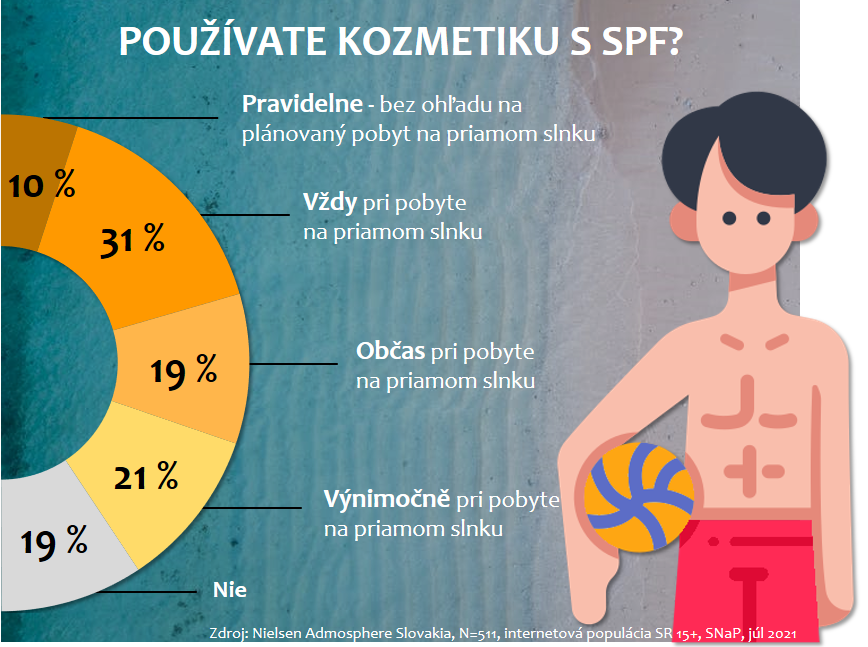 POUŽÍVATE KOZMETIKU S SPF?
Pravidelne - bez ohľadu na
plánovaný pobyt na priamom slnku
10 %
Vždy pri pobyte
na priamom slnku
31 %
Občas pri pobyte
na priamom slnku
19 %
21 %
Výnimočně pri pobyte
na priamom slnku
19 %
Nie
Zdroj: Nielsen Admosphere Slovakia, N=511, internetová populácia SR 15+, SNaP, júl 2021